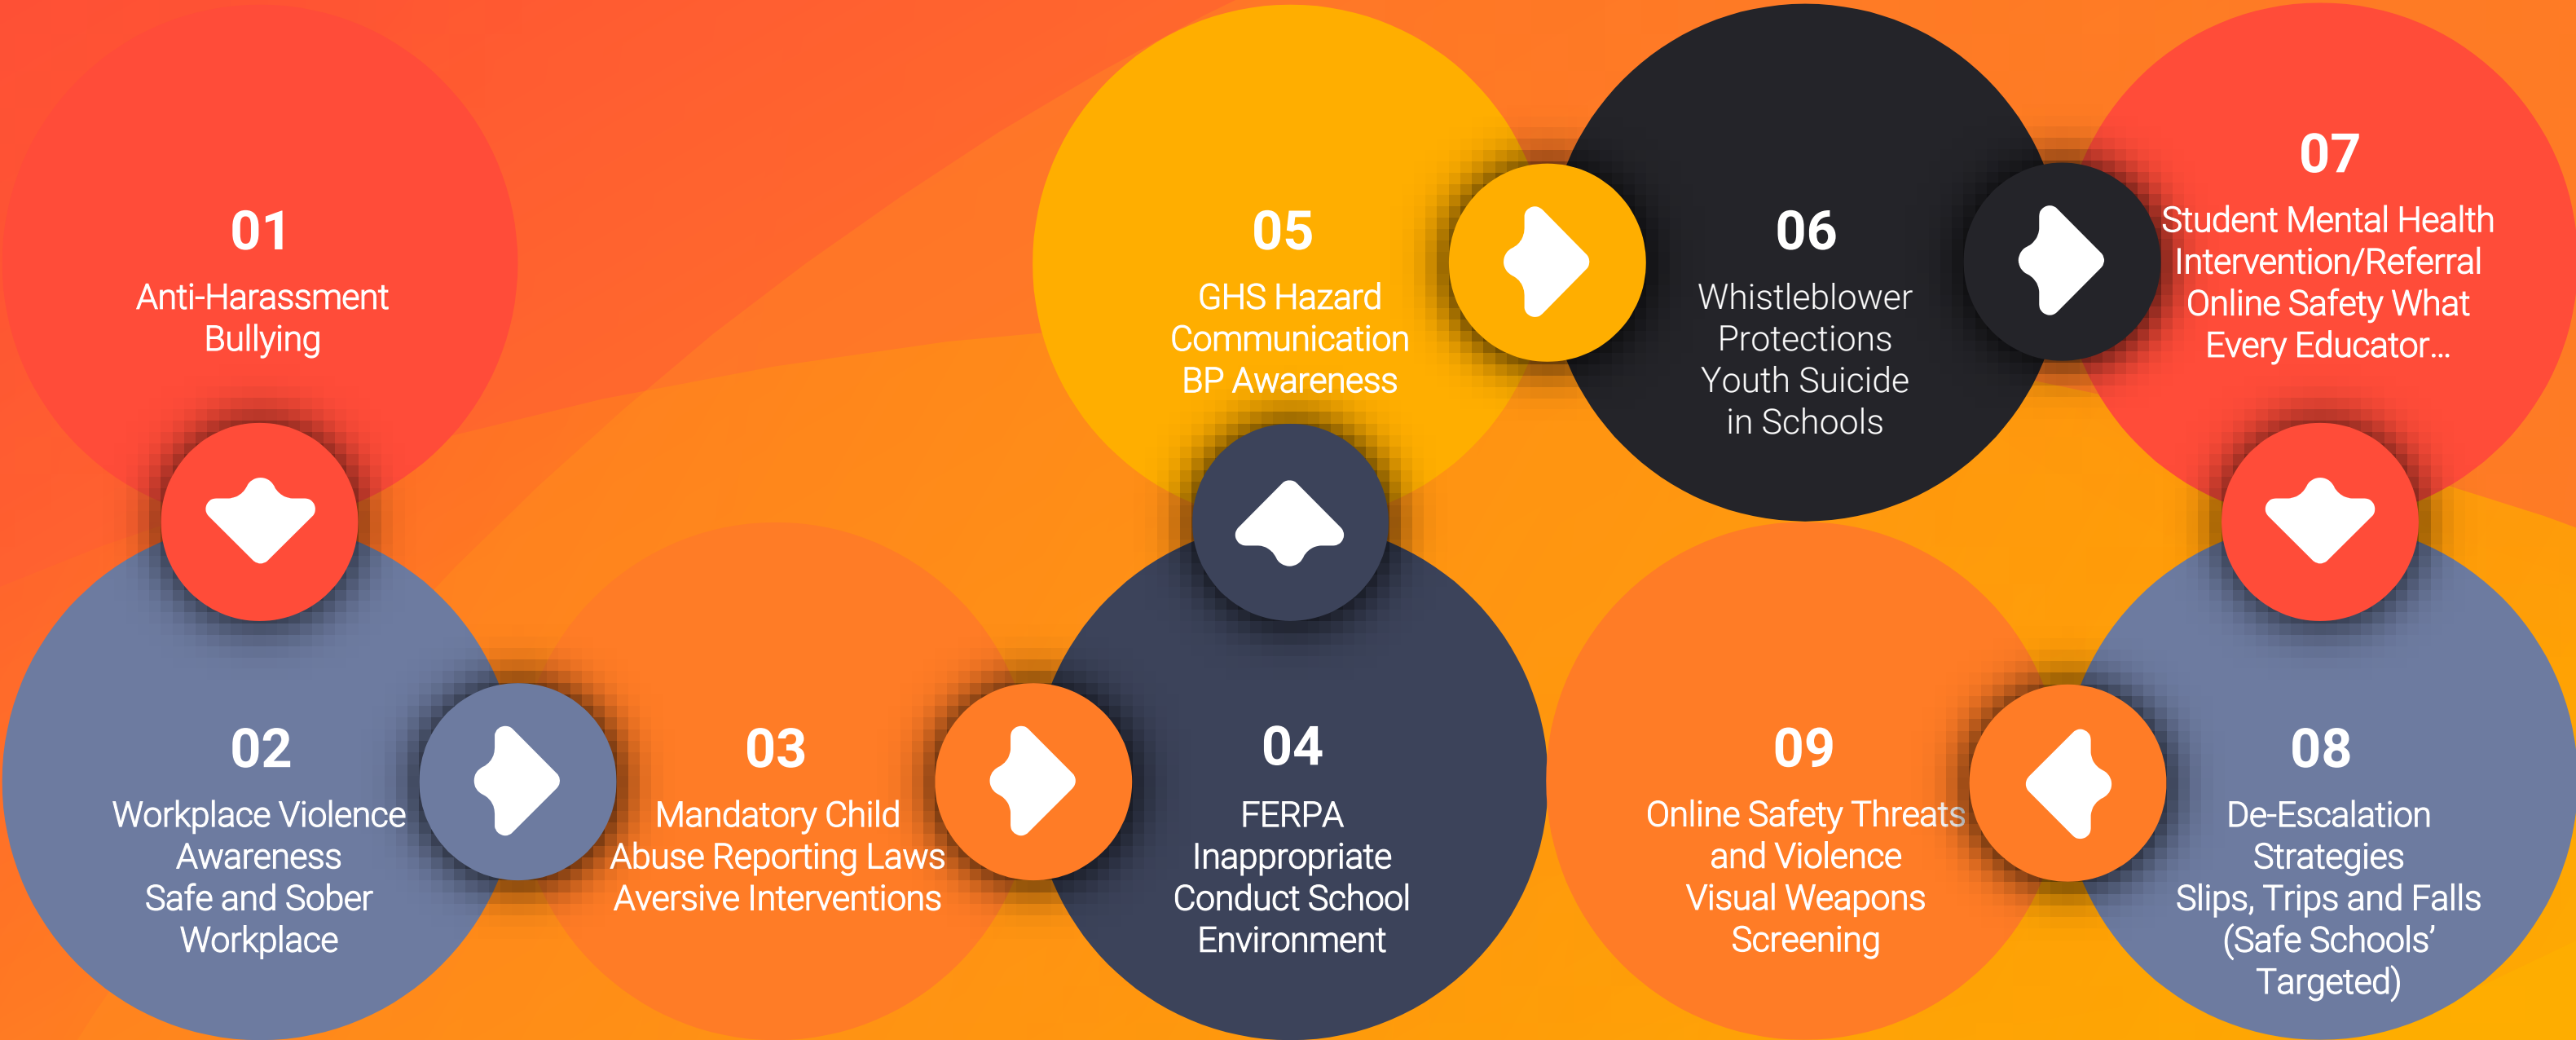 01
Anti-Harassment
Bullying
02
Workplace Violence
Awareness
Safe and Sober
Workplace
03
Mandatory Child
Abuse Reporting Laws
Aversive Interventions
04
FERPA
Inappropriate
Conduct School
Environment
05
GHS Hazard
Communication
BP Awareness
06
Whistleblower
Protections
Youth Suicide
in Schools
07
Student Mental Health
Intervention/Referral
Online Safety What
Every Educator...
08
De-Escalation
Strategies
Slips, Trips and Falls
(Safe Schools’
Targeted)
09
Online Safety Threats
and Violence
Visual Weapons
Screening